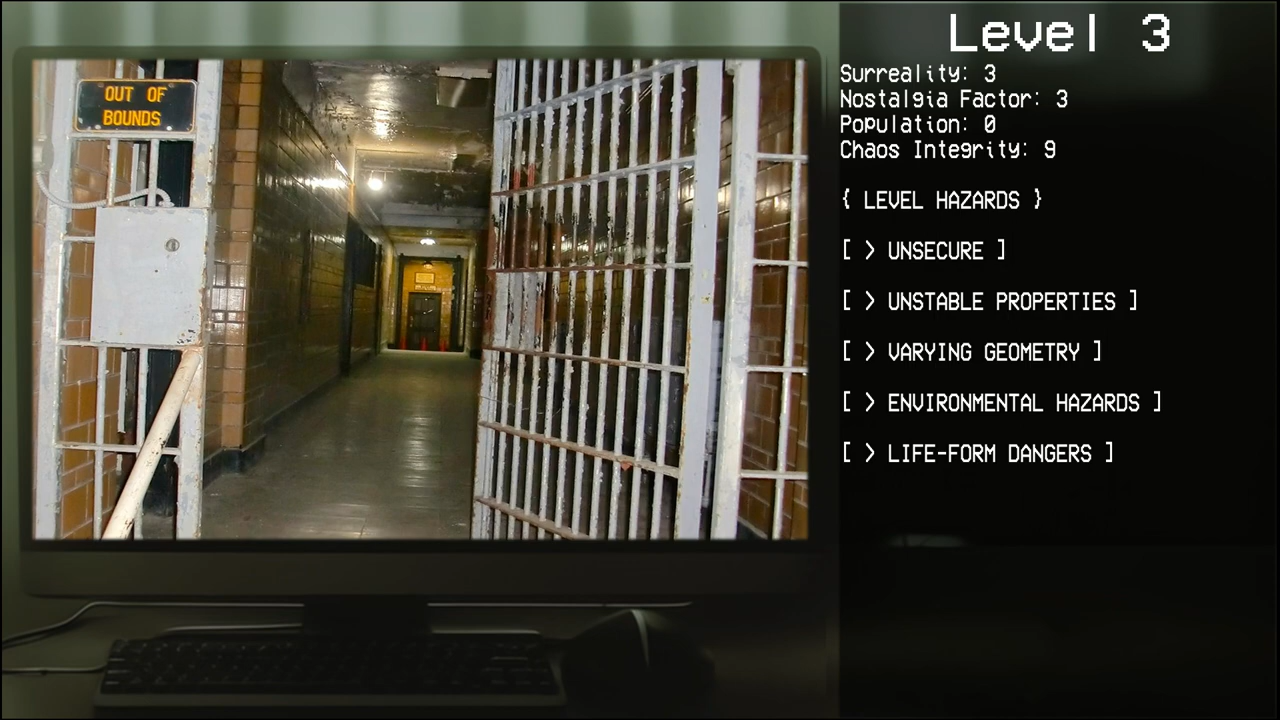 OUT OF
BOUNDS
Level 3
Surreality: 3
Nostalgia Factor: 3
Population: 0
Chaos Integrity: 9
{ LEVEL HAZARDS }
[ > UNSECURE ]
[ > UNSTABLE PROPERTIES ]
[ > VARYING GEOMETRY ]
[ > ENVIRONMENTAL HAZARDS ]
[ > LIFE-FORM DANGERS ]